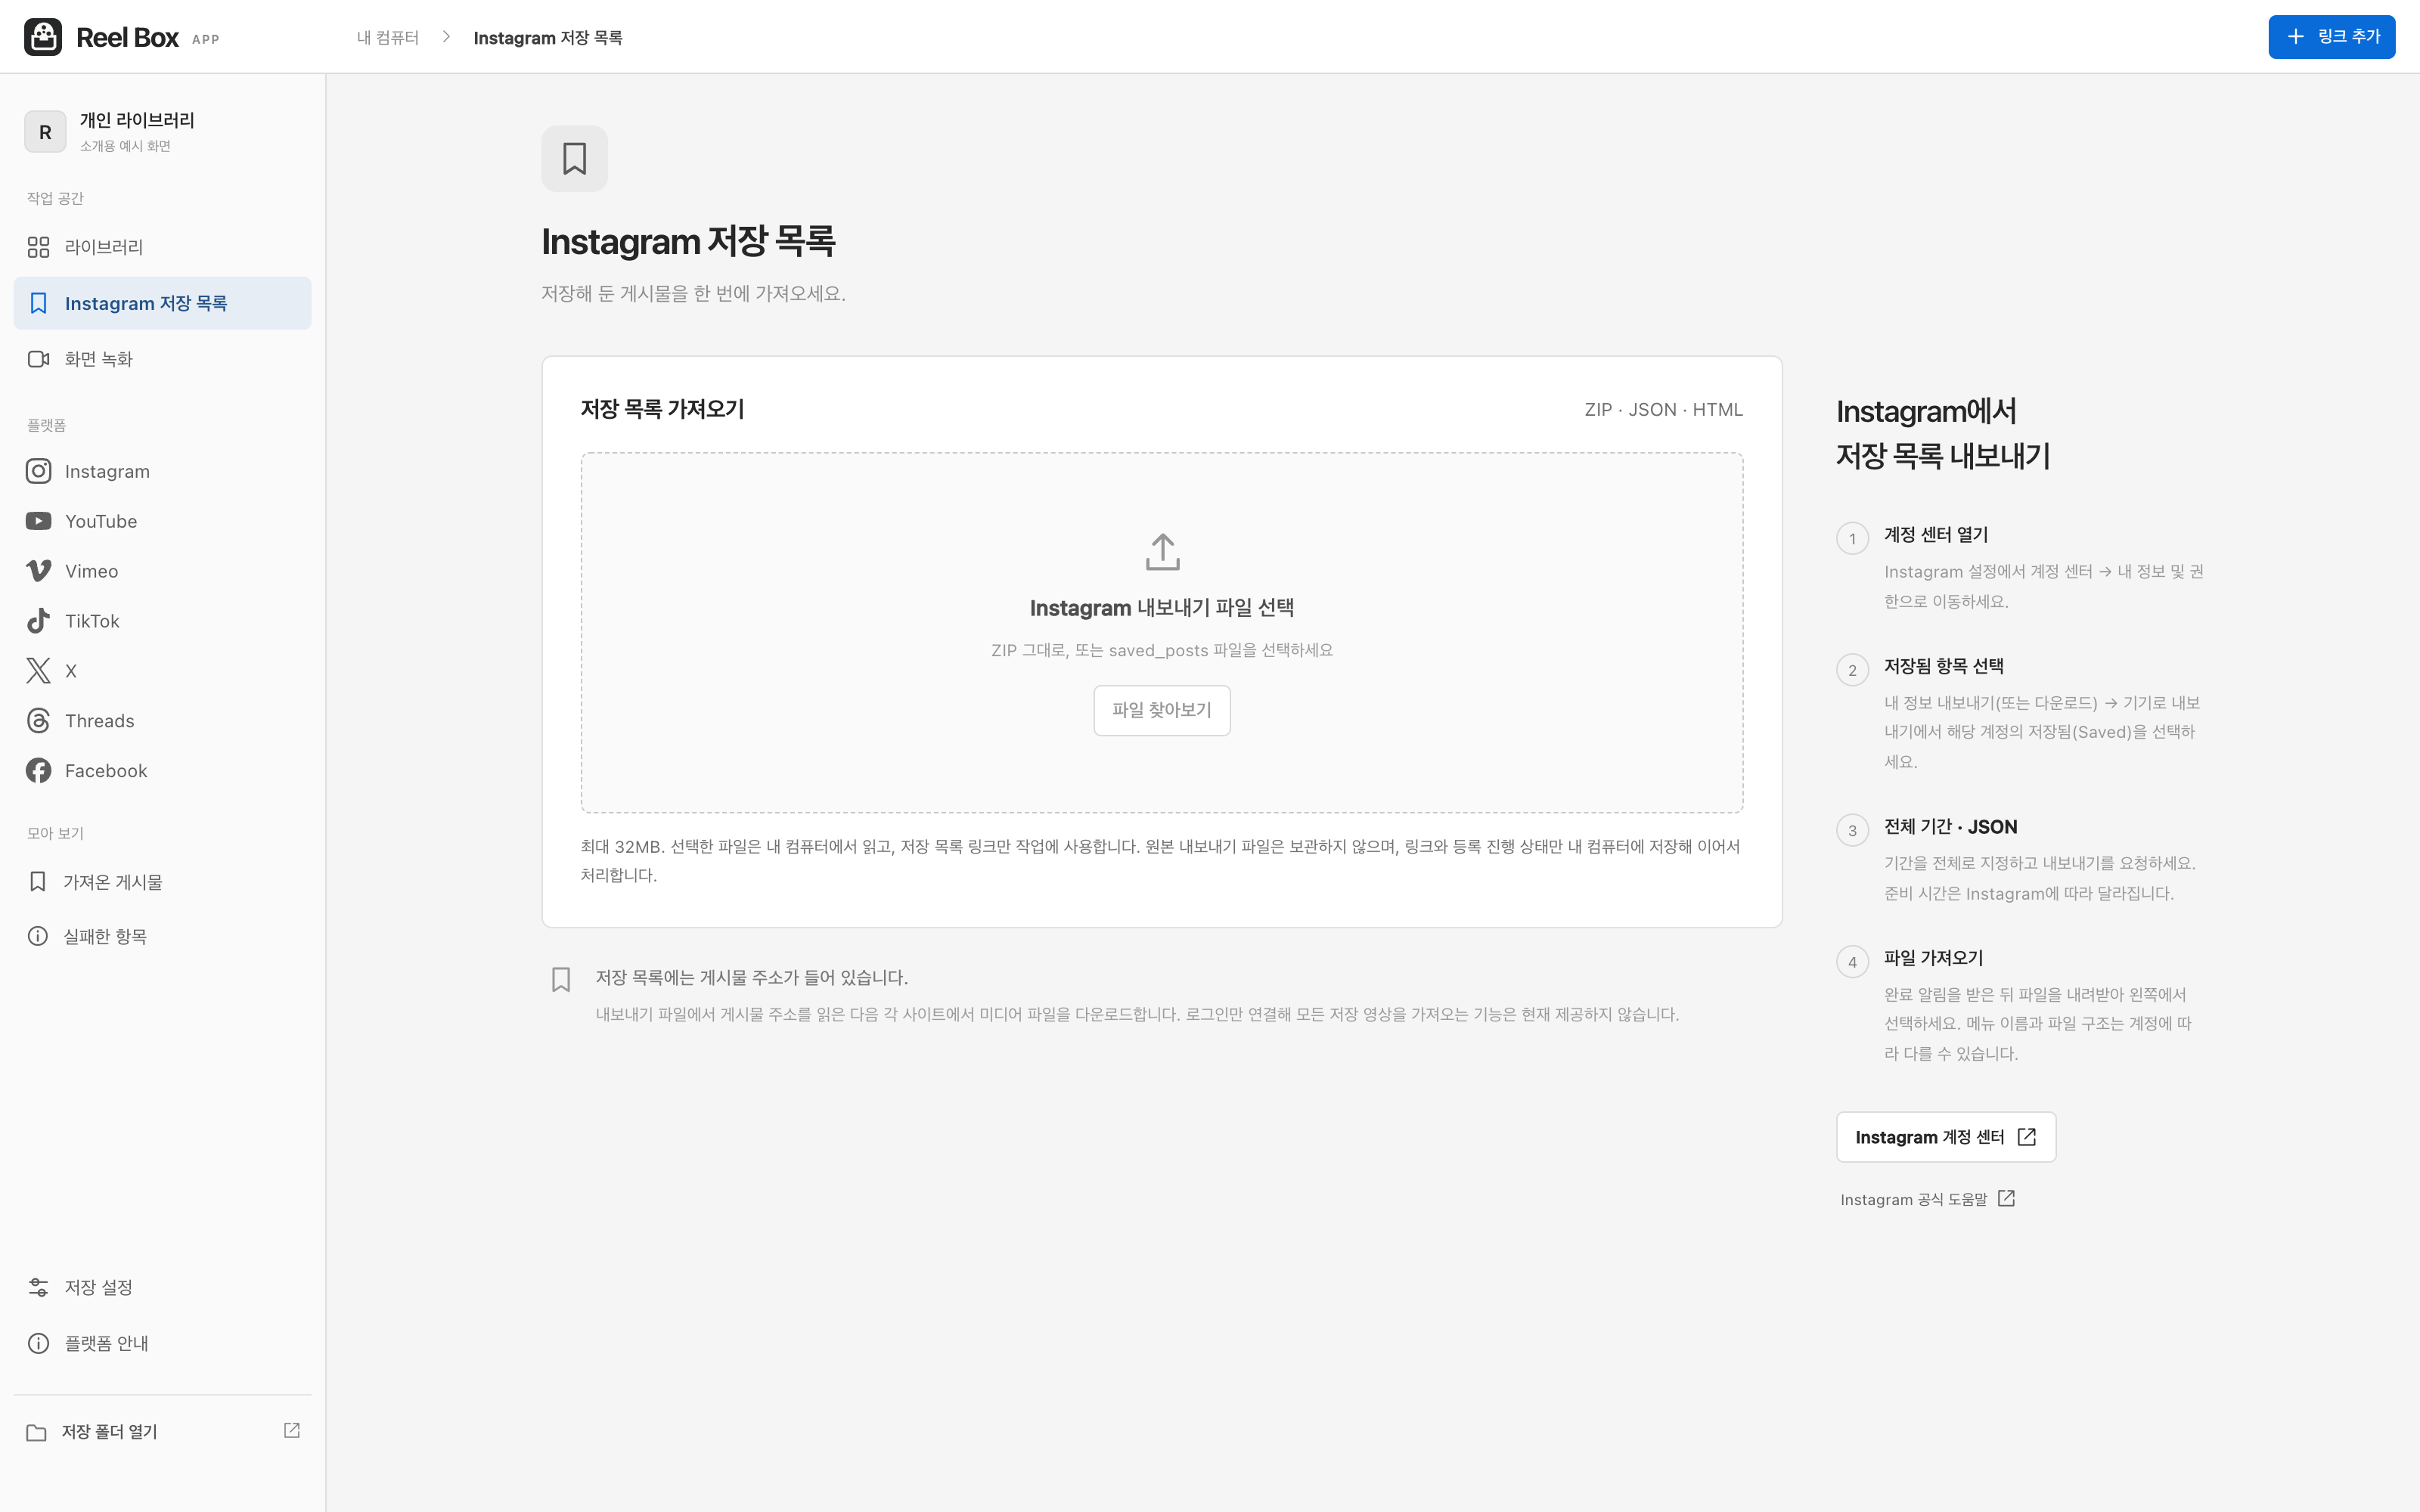 Reel Box APP
내 컴퓨터
Instagram 저장 목록
링크 추가
R
개인 라이브러리
소개용 예시 화면
작업 공간
라이브러리
Instagram 저장 목록
화면 녹화
플랫폼
Instagram
YouTube
Vimeo
TikTok
X
Threads
Facebook
모아 보기
가져온 게시물
실패한 항목
저장 설정
플랫폼 안내
저장 폴더 열기
Instagram 저장 목록
저장해 둔 게시물을 한 번에 가져오세요.
저장 목록 가져오기
ZIP · JSON · HTML
Instagram 내보내기 파일 선택
ZIP 그대로, 또는 saved_posts 파일을 선택하세요
파일 찾아보기
최대 32MB. 선택한 파일은 내 컴퓨터에서 읽고, 저장 목록 링크만 작업에 사용합니다. 원본 내보내기 파일은 보관하지 않으며, 링크와 등록 진행 상태만 내 컴퓨터에 저장해 이어서
처리합니다.
저장 목록에는 게시물 주소가 들어 있습니다.
내보내기 파일에서 게시물 주소를 읽은 다음 각 사이트에서 미디어 파일을 다운로드합니다. 로그인만 연결해 모든 저장 영상을 가져오는 기능은 현재 제공하지 않습니다.
Instagram에서
저장 목록 내보내기
1
계정 센터 열기
Instagram 설정에서 계정 센터 → 내 정보 및 권
한으로 이동하세요.
2
저장됨 항목 선택
내 정보 내보내기(또는 다운로드) → 기기로 내보
내기에서 해당 계정의 저장됨(Saved)을 선택하
세요.
3
전체 기간 · JSON
기간을 전체로 지정하고 내보내기를 요청하세요.
준비 시간은 Instagram에 따라 달라집니다.
4
파일 가져오기
완료 알림을 받은 뒤 파일을 내려받아 왼쪽에서
선택하세요. 메뉴 이름과 파일 구조는 계정에 따
라 다를 수 있습니다.
Instagram 계정 센터
Instagram 공식 도움말